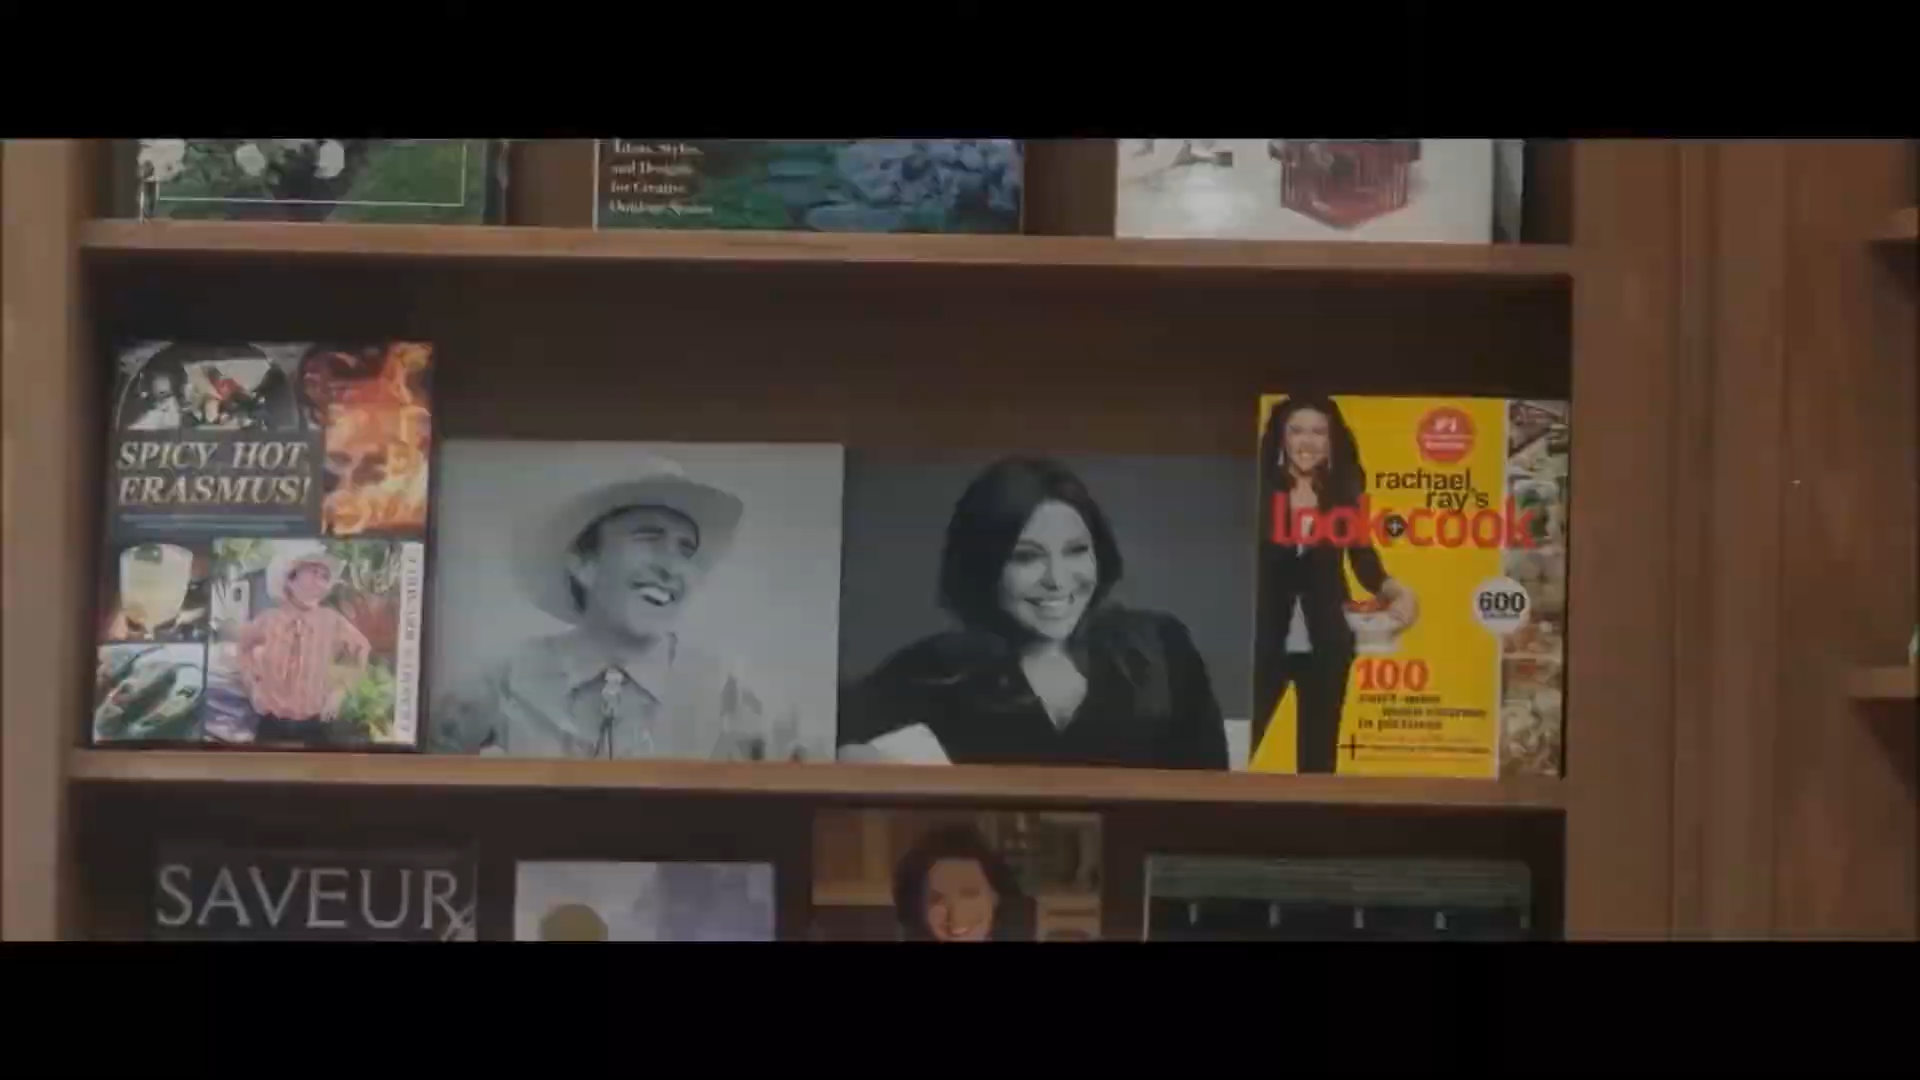 Ideas, Styles,
and Designs
for Creative
Outdoor Spaces
SPICY HOT
ERASMUS!
#1
rachael
ray's
look+cook
600
100
in pictures
SAVEUR